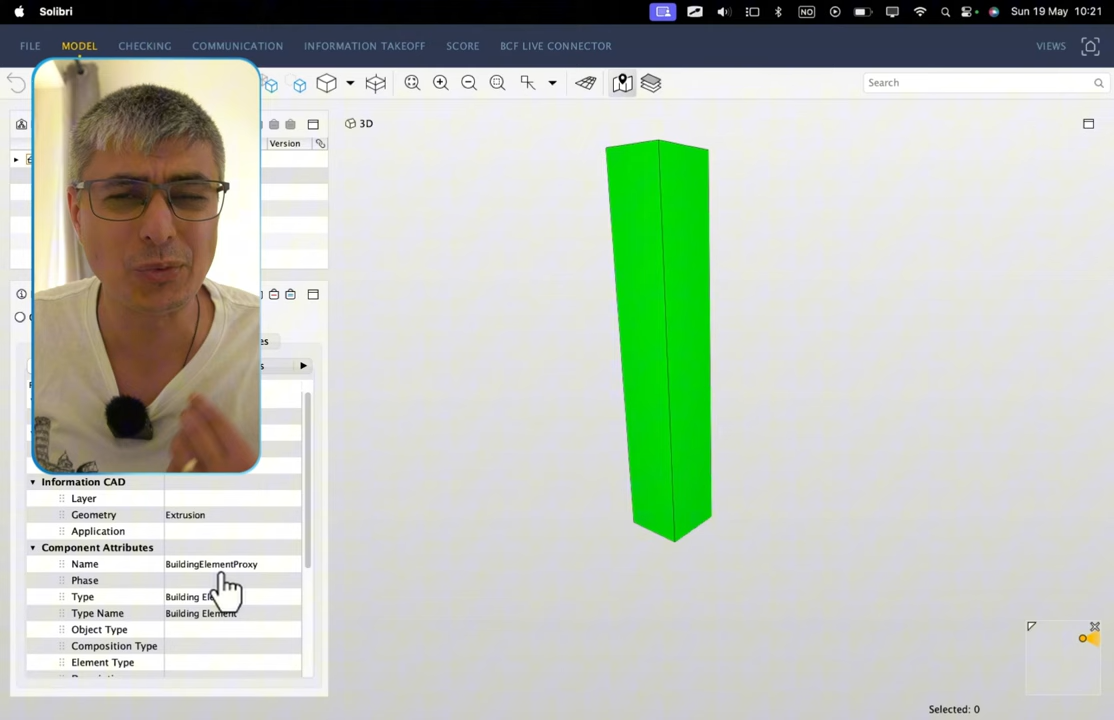 Solibri
NO
Sun 19 May 10:21
FILE MODEL CHECKING COMMUNICATION INFORMATION TAKEOFF SCORE BCF LIVE CONNECTOR VIEWS
Search
Version
3D
Information CAD
Layer
Geometry Extrusion
Application
Component Attributes
Name BuildingElementProxy
Phase
Type Building
Type Name Building Element
Object Type
Composition Type
Element Type
Selected: 0